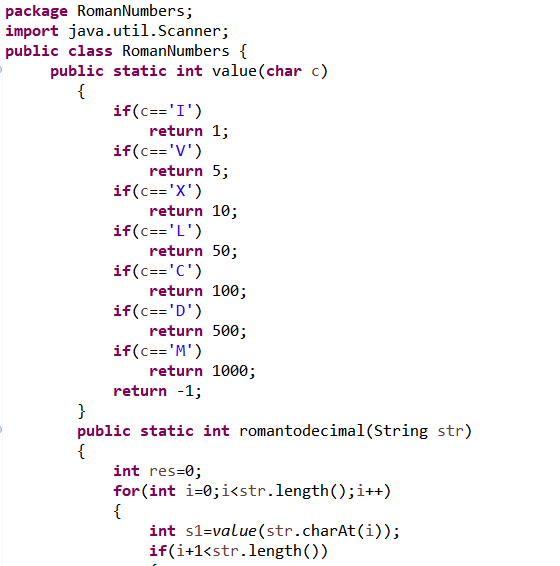 package RomanNumbers;
import java.util.Scanner;
public class RomanNumbers {
public static int value(char c)
{
if(c=='I')
return 1;
if(c=='V')
return 5;
if(c=='X')
return 10;
if(c=='L')
return 50;
if(c=='C')
return 100;
if(c=='D')
return 500;
if(c=='M')
return 1000;
return -1;
}
public static int romantodecimal(String str)
{
int res=0;
for(int i=0;i<str.length();i++)
{
int s1=value(str.charAt(i));
if(i+1<str.length())